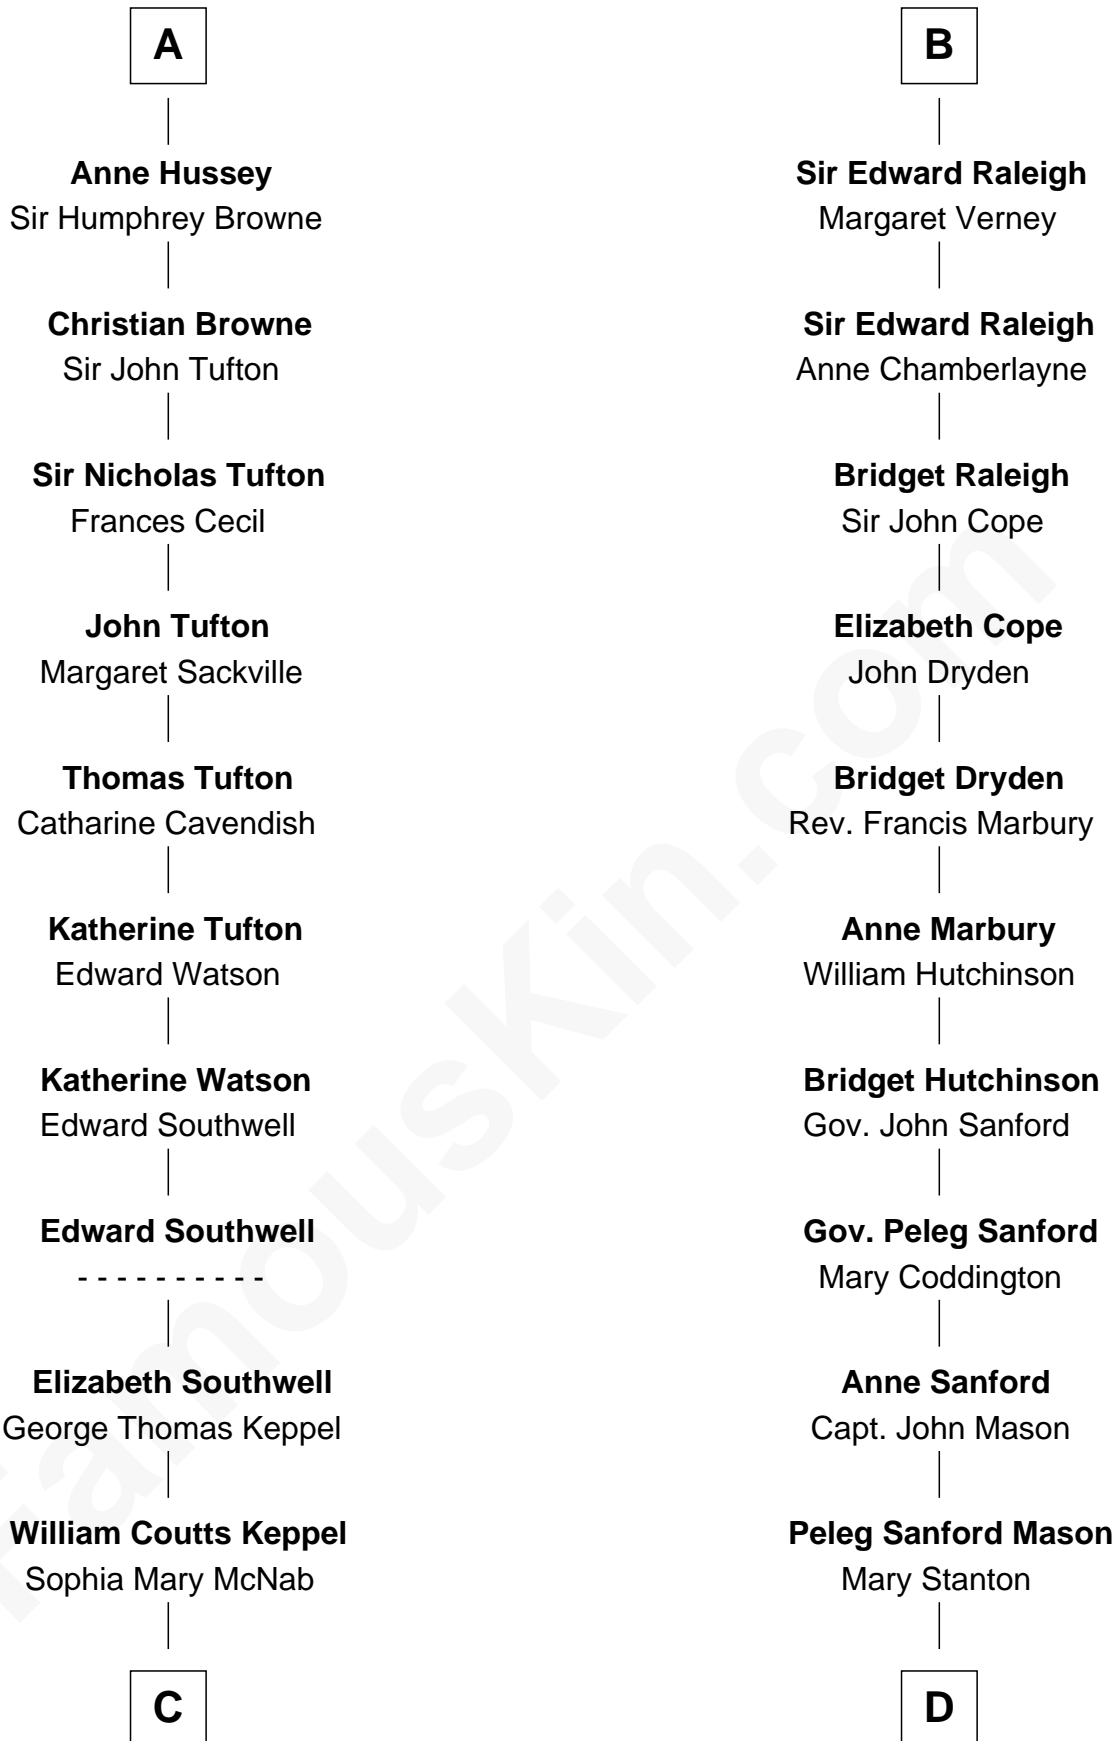 A
Anne Hussey
Sir Humphrey Browne
Christian Browne
Sir John Tufton
Sir Nicholas Tufton
Frances Cecil
John Tufton
Margaret Sackville
Thomas Tufton
Catharine Cavendish
Katherine Tufton
Edward Watson
Katherine Watson
Edward Southwell
Edward Southwell
- - - - - - - - - -
Elizabeth Southwell
George Thomas Keppel
William Coutts Keppel
Sophia Mary McNab
C
B
Sir Edward Raleigh
Margaret Verney
Sir Edward Raleigh
Anne Chamberlayne
Bridget Raleigh
Sir John Cope
Elizabeth Cope
John Dryden
Bridget Dryden
Rev. Francis Marbury
Anne Marbury
William Hutchinson
Bridget Hutchinson
Gov. John Sanford
Gov. Peleg Sanford
Mary Coddington
Anne Sanford
Capt. John Mason
Peleg Sanford Mason
Mary Stanton
D
FamousKin.com